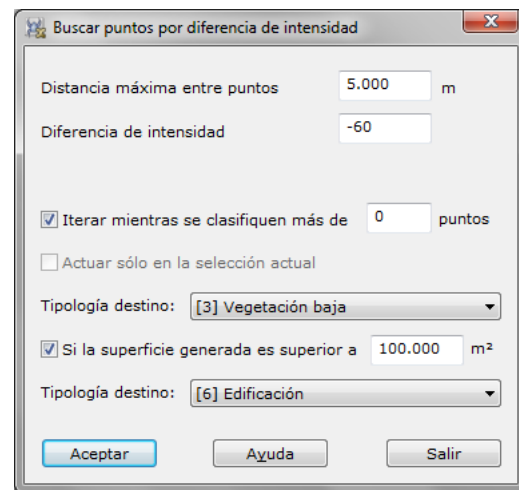 Buscar puntos por diferencia de intensidad
Distancia máxima entre puntos 5.000 m
Diferencia de intensidad -60
Iterar mientras se clasifiquen más de 0 puntos
Actuar sólo en la selección actual
Tipología destino: [3] Vegetación baja
Si la superficie generada es superior a 100.000 m²
Tipología destino: [6] Edificación
Aceptar Ayuda Salir